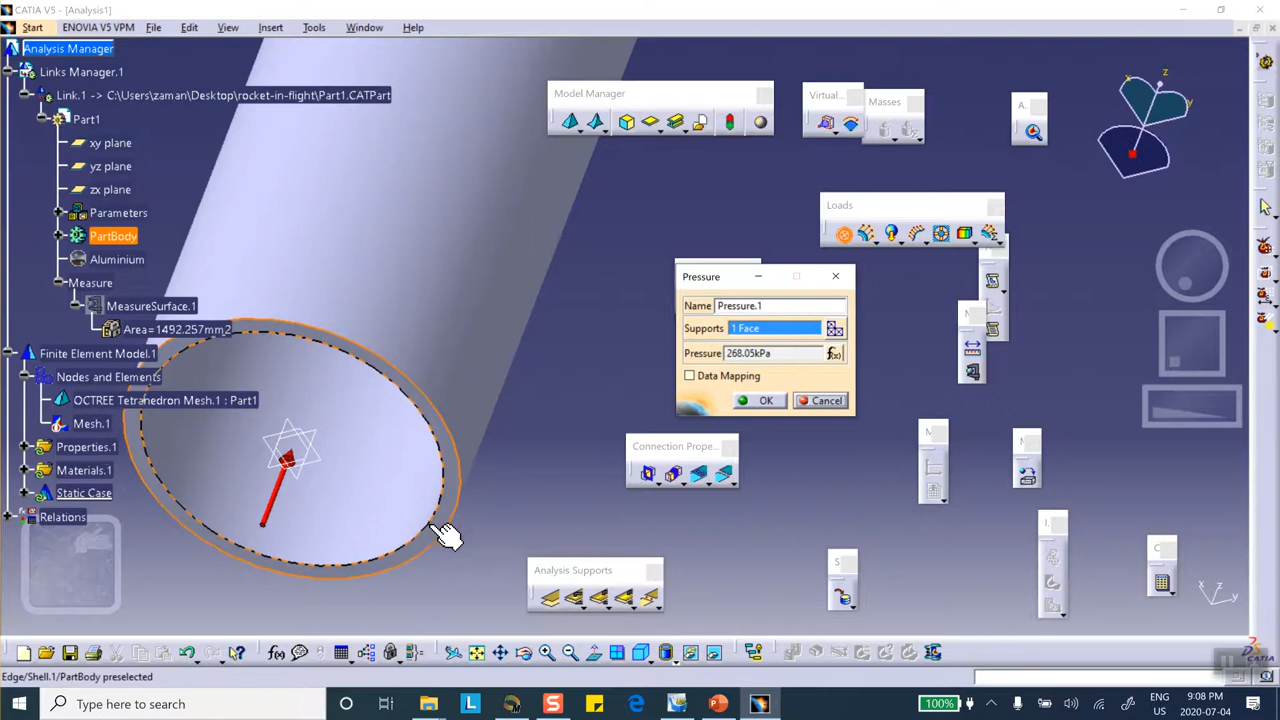 CATIA V5 - [Analysis1]
Start ENOVIA V5 VPM File Edit View Insert Tools Window Help
Analysis Manager
Links Manager.1
Link.1 -> C:\Users\zaman\Desktop\rocket-in-flight\Part1.CATPart
Part1
xy plane
yz plane
zx plane
Parameters
PartBody
Aluminium
Measure
MeasureSurface.1
Area=1492.257mm2
Finite Element Model.1
Nodes and Elements
OCTREE Tetrahedron Mesh.1 : Part1
Mesh.1
Properties.1
Materials.1
Static Case
Relations
Model Manager
Virtual...
Masses
A.
Loads
Pressure
Name Pressure.1
Supports 1 Face
Pressure 268.05kPa
Data Mapping
OK Cancel
Connection Prope...
Analysis Supports
M
M
M
S
I.
C
x
z
y
x z y
Edge/Shell.1/PartBody preselected
Type here to search
100%
ENG
US
9:08 PM
2020-07-04